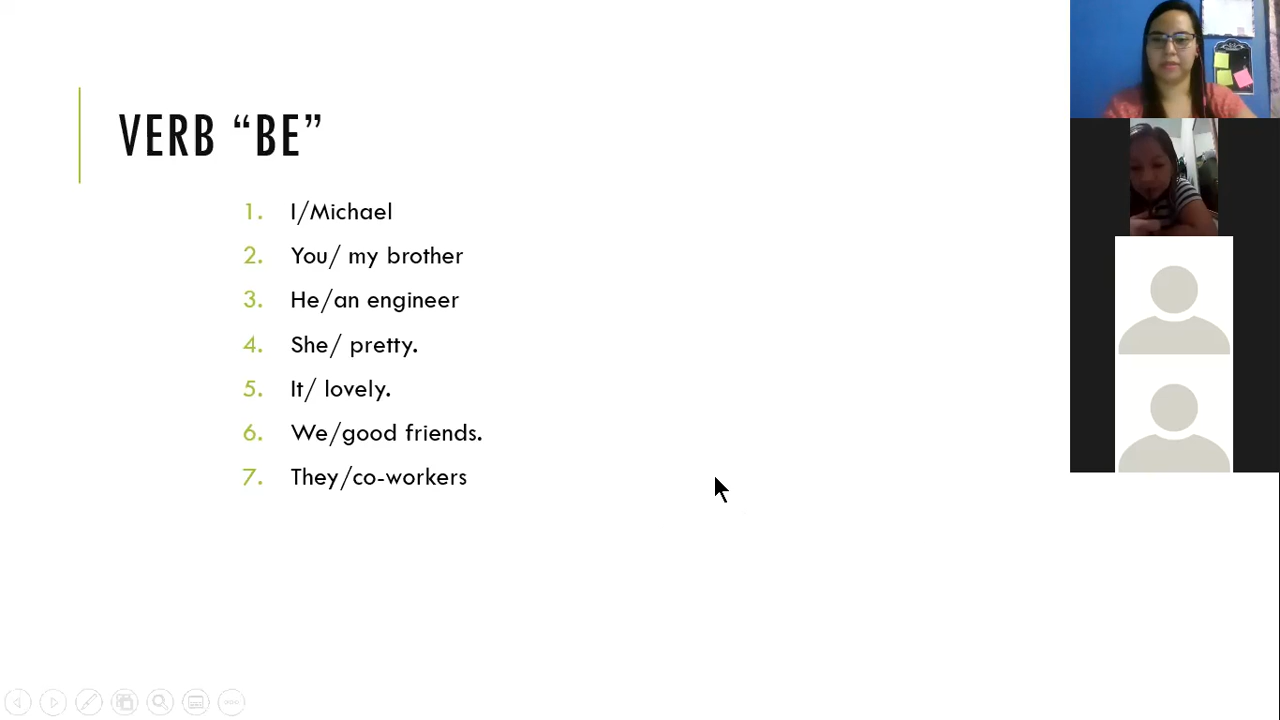 VERB “BE”
1. I/Michael
2. You/ my brother
3. He/an engineer
4. She/ pretty.
5. It/ lovely.
6. We/good friends.
7. They/co-workers